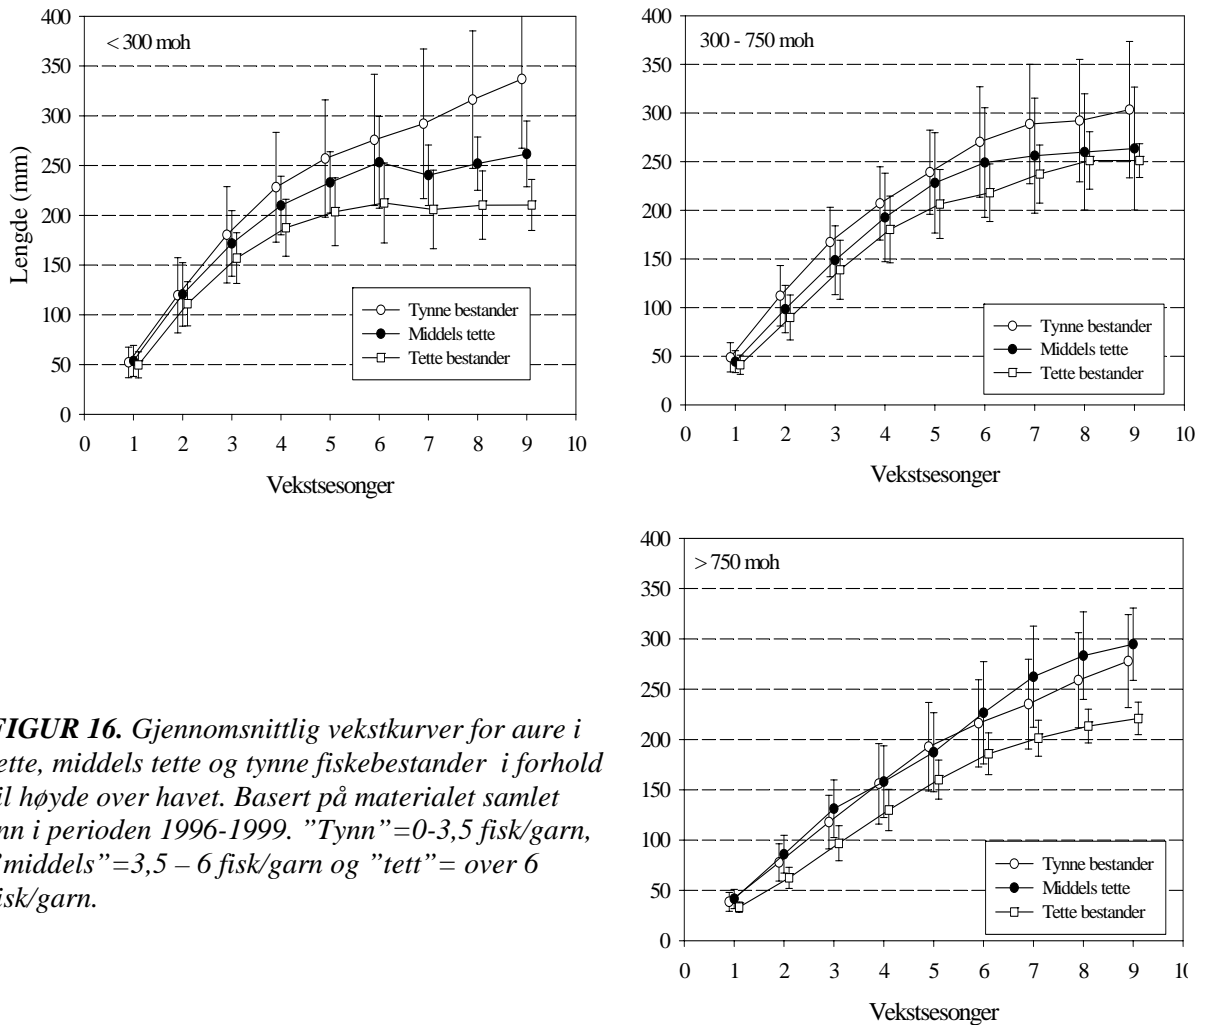 400
350
300
250
200
150
100
50
0
Lengde (mm)
< 300 moh
Tynne bestander
Middels tette
Tette bestander
0 1 2 3 4 5 6 7 8 9 10
Vekstsesonger
400
350
300
250
200
150
100
50
0
300 - 750 moh
Tynne bestander
Middels tette
Tette bestander
0 1 2 3 4 5 6 7 8 9 10
Vekstsesonger
400
350
300
250
200
150
100
50
0
> 750 moh
Tynne bestander
Middels tette
Tette bestander
0 1 2 3 4 5 6 7 8 9 10
Vekstsesonger
FIGUR 16. Gjennomsnittlig vekstkurver for aure i
ette, middels tette og tynne fiskebestander i forhold
il høyde over havet. Basert på materialet samlet
nn i perioden 1996-1999. ”Tynn”=0-3,5 fisk/garn,
”middels”=3,5 – 6 fisk/garn og ”tett”= over 6
isk/garn.